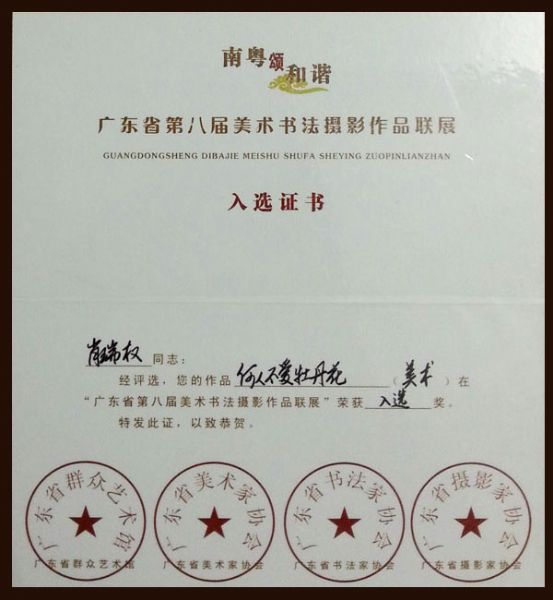 南粤颂和谐
广东省第八届美术书法摄影作品联展
GUANGDONGSHENG DIBAJIE MEISHU SHUFA SHEYING ZUOPINLIANZHAN
入选证书
肖瑞权同志：
经评选，您的作品何人不爱牡丹花（美术）在
“广东省第八届美术书法摄影作品联展”荣获入选奖。
特发此证，以致恭贺。
广东省群众艺术馆 广东省美术家协会 广东省书法家协会 广东省摄影家协会
广东省群众艺术馆 广东省美术家协会 广东省书法家协会 广东省摄影家协会